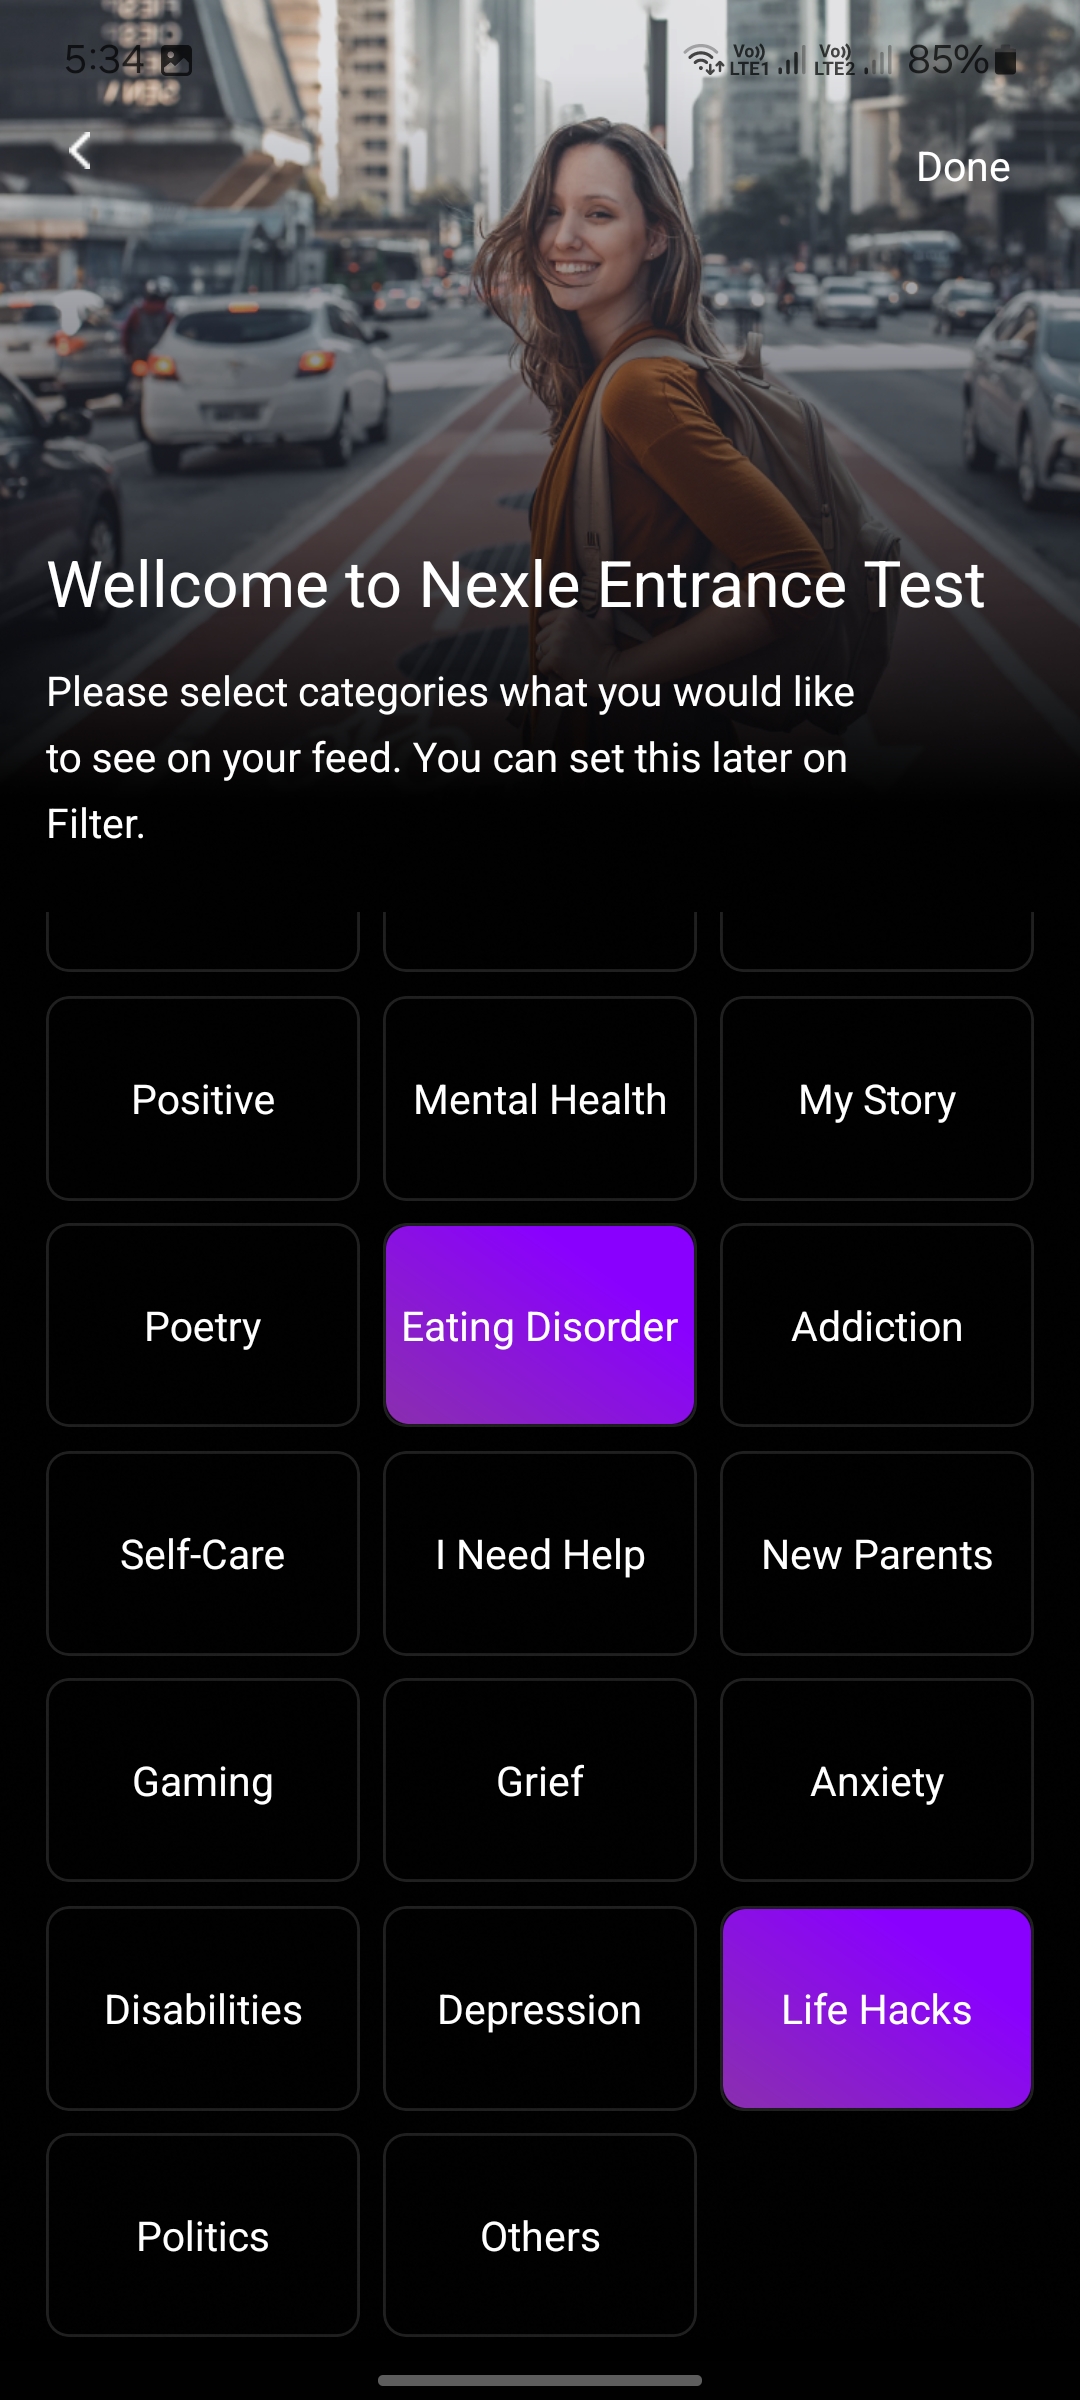 5:34
Vo)) LTE1 Vo)) LTE2 85%
Done
Wellcome to Nexle Entrance Test
Please select categories what you would like
to see on your feed. You can set this later on
Filter.
Positive Mental Health My Story
Poetry Eating Disorder Addiction
Self-Care I Need Help New Parents
Gaming Grief Anxiety
Disabilities Depression Life Hacks
Politics Others